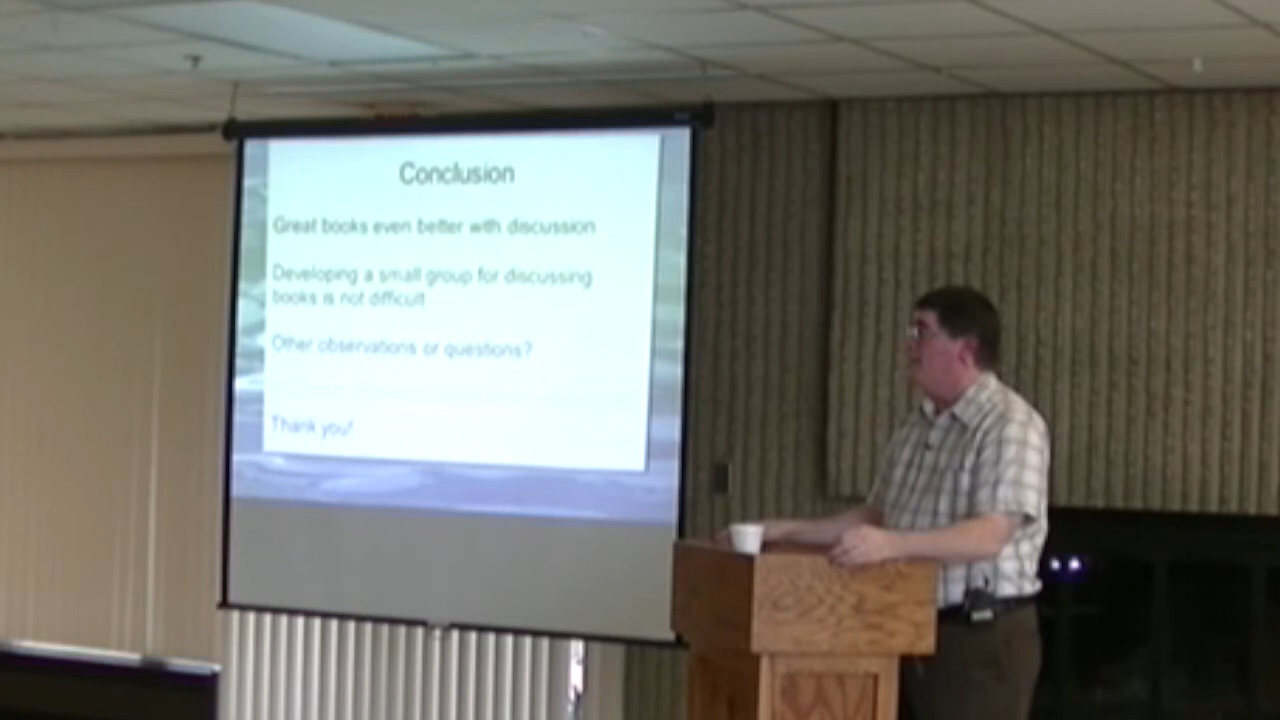 Conclusion
Great books even better with discussion
Developing a small group for discussing
books is not difficult
Other observations or questions?
Thank you!